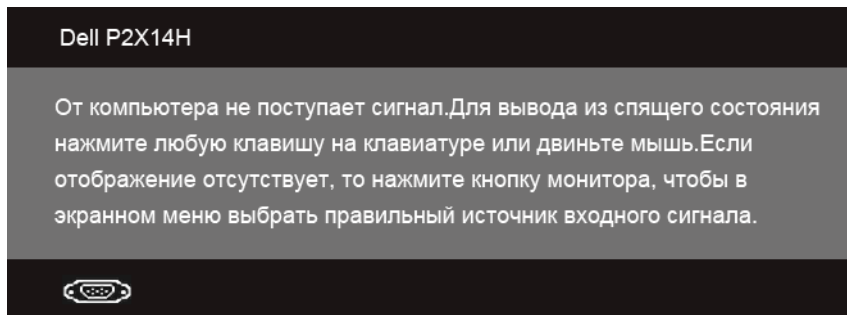 Dell P2X14H
От компьютера не поступает сигнал.Для вывода из спящего состояния
нажмите любую клавишу на клавиатуре или двиньте мышь.Если
отображение отсутствует, то нажмите кнопку монитора, чтобы в
экранном меню выбрать правильный источник входного сигнала.